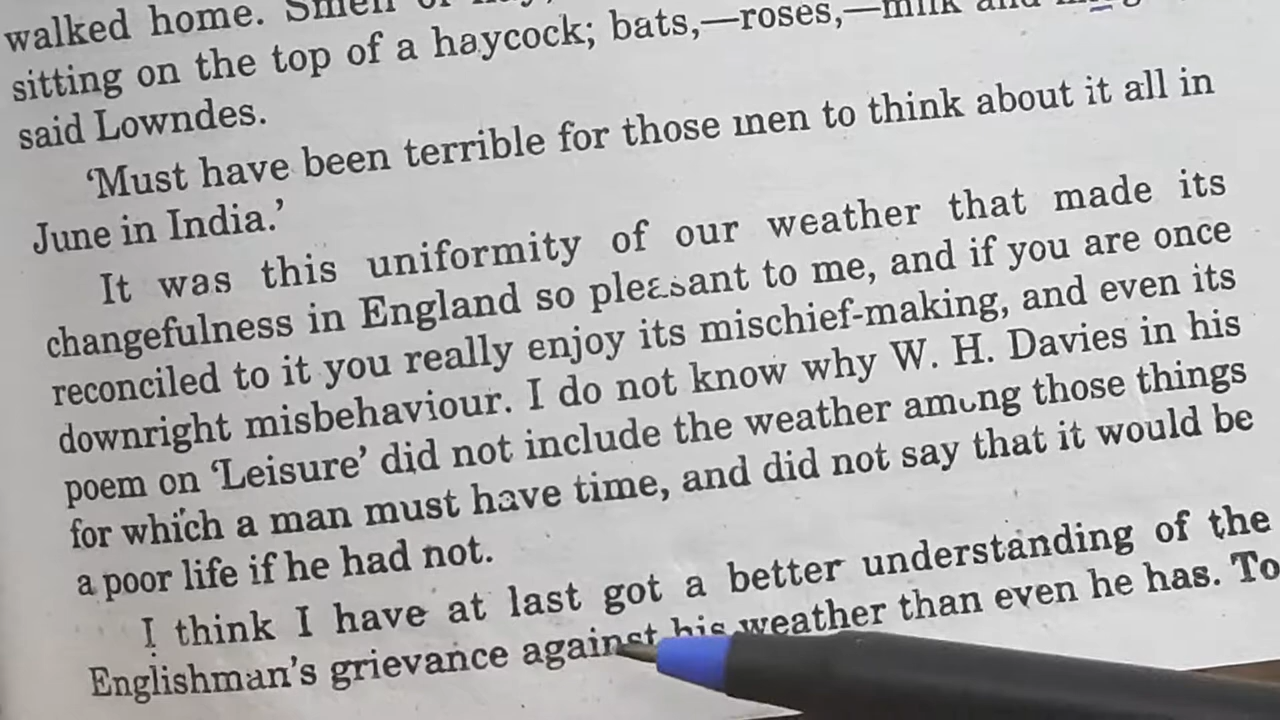 walked home. Smell of
sitting on the top of a haycock; bats,—roses,—milk and
said Lowndes.
‘Must have been terrible for those men to think about it all in
June in India.’
It was this uniformity of our weather that made its
changefulness in England so pleasant to me, and if you are once
reconciled to it you really enjoy its mischief-making, and even its
downright misbehaviour. I do not know why W. H. Davies in his
poem on ‘Leisure’ did not include the weather among those things
for which a man must have time, and did not say that it would be
a poor life if he had not.
I think I have at last got a better understanding of the
Englishman’s grievance against his weather than even he has. To